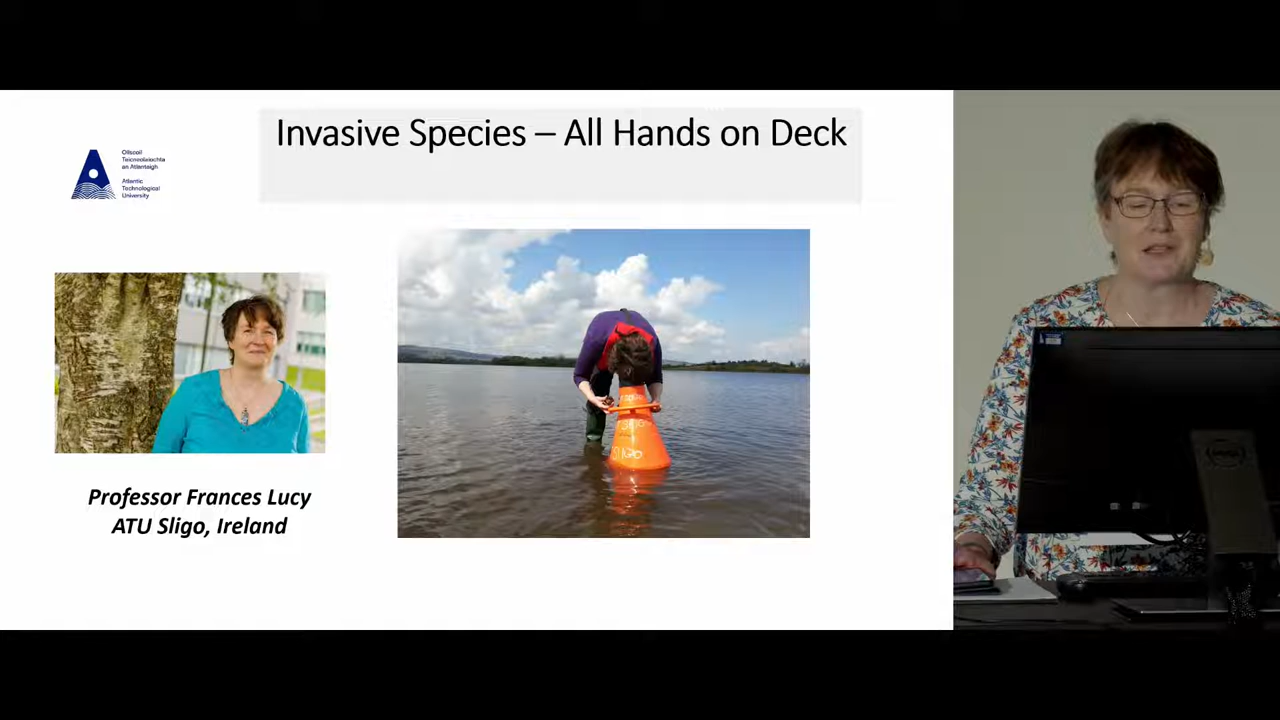 Invasive Species – All Hands on Deck
Ollscoil
Teicneolaíochta
an Atlantaigh
Atlantic
Technological
University
Professor Frances Lucy
ATU Sligo, Ireland